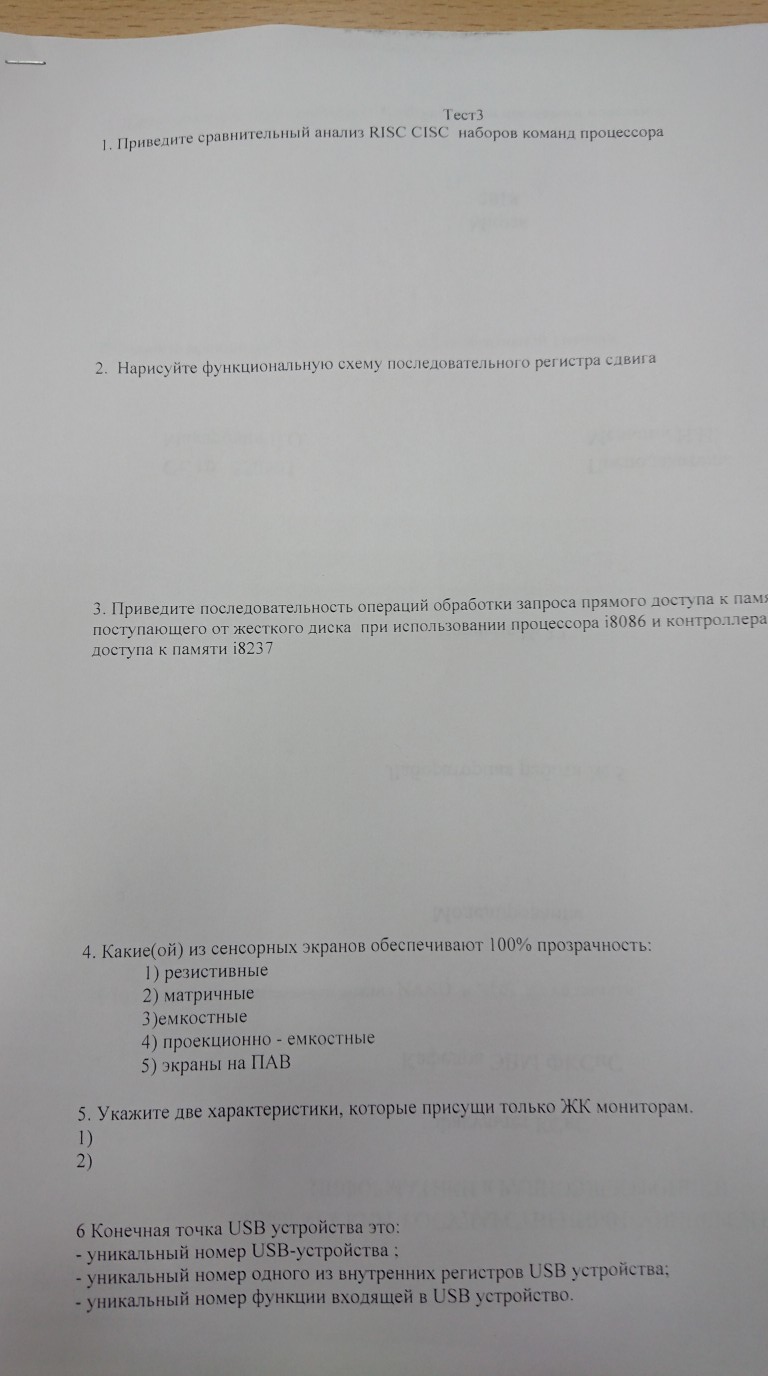 Тест3
1. Приведите сравнительный анализ RISC CISC наборов команд процессора
2. Нарисуйте функциональную схему последовательного регистра сдвига
3. Приведите последовательность операций обработки запроса прямого доступа к
поступающего от жесткого диска при использовании процессора i8086 и контроллера
доступа к памяти i8237
4. Какие(ой) из сенсорных экранов обеспечивают 100% прозрачность:
1) резистивные
2) матричные
3)емкостные
4) проекционно - емкостные
5) экраны на ПАВ
5. Укажите две характеристики, которые присущи только ЖК мониторам.
1)
2)
6 Конечная точка USB устройства это:
- уникальный номер USB-устройства ;
- уникальный номер одного из внутренних регистров USB устройства;
- уникальный номер функции входящей в USB устройство.